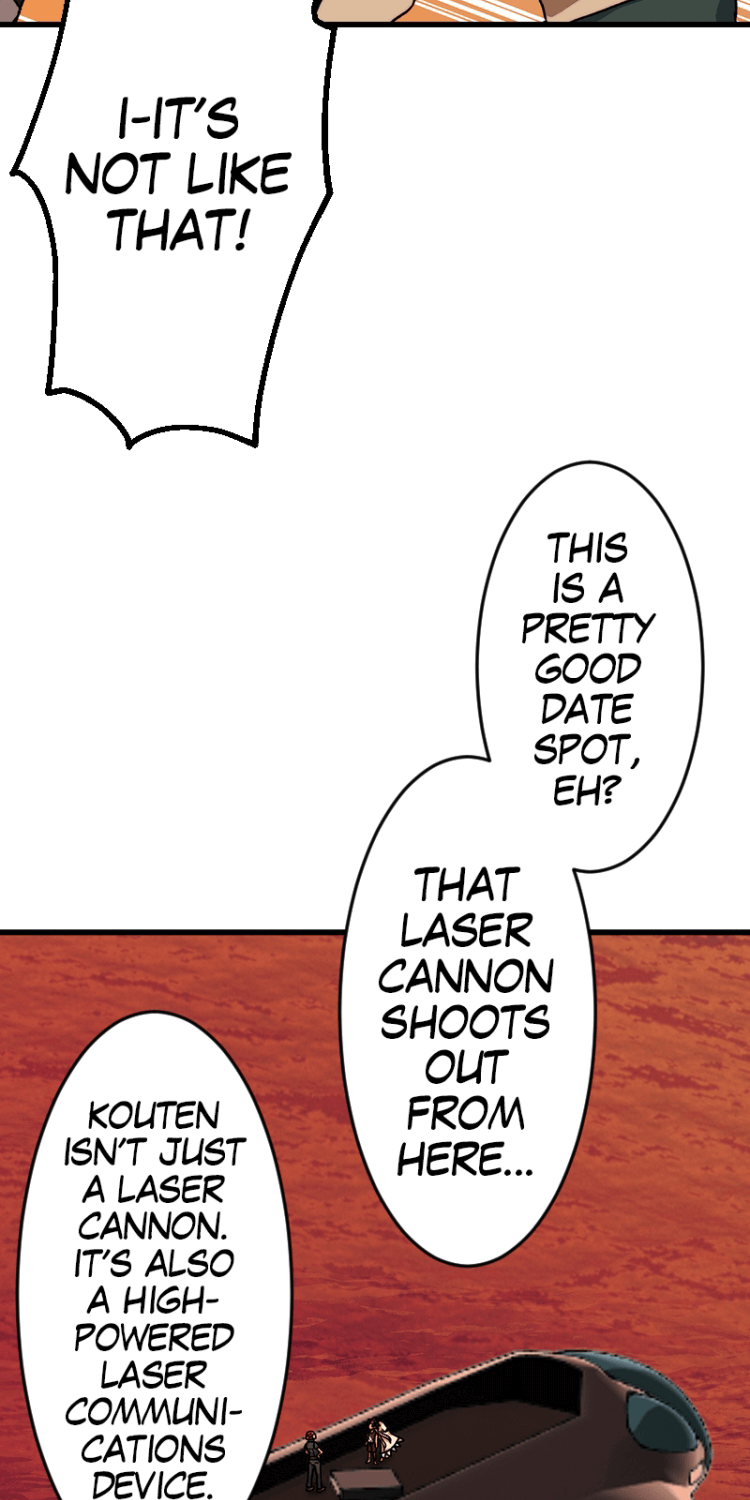 I-IT'S
NOT LIKE
THAT!
THIS
IS A
PRETTY
GOOD
DATE
SPOT,
EH?
THAT
LASER
CANNON
SHOOTS
OUT
FROM
HERE...
KOUTEN
ISN'T JUST
A LASER
CANNON.
IT'S ALSO
A HIGH-
POWERED
LASER
COMMUNI-
CATIONS
DEVICE.